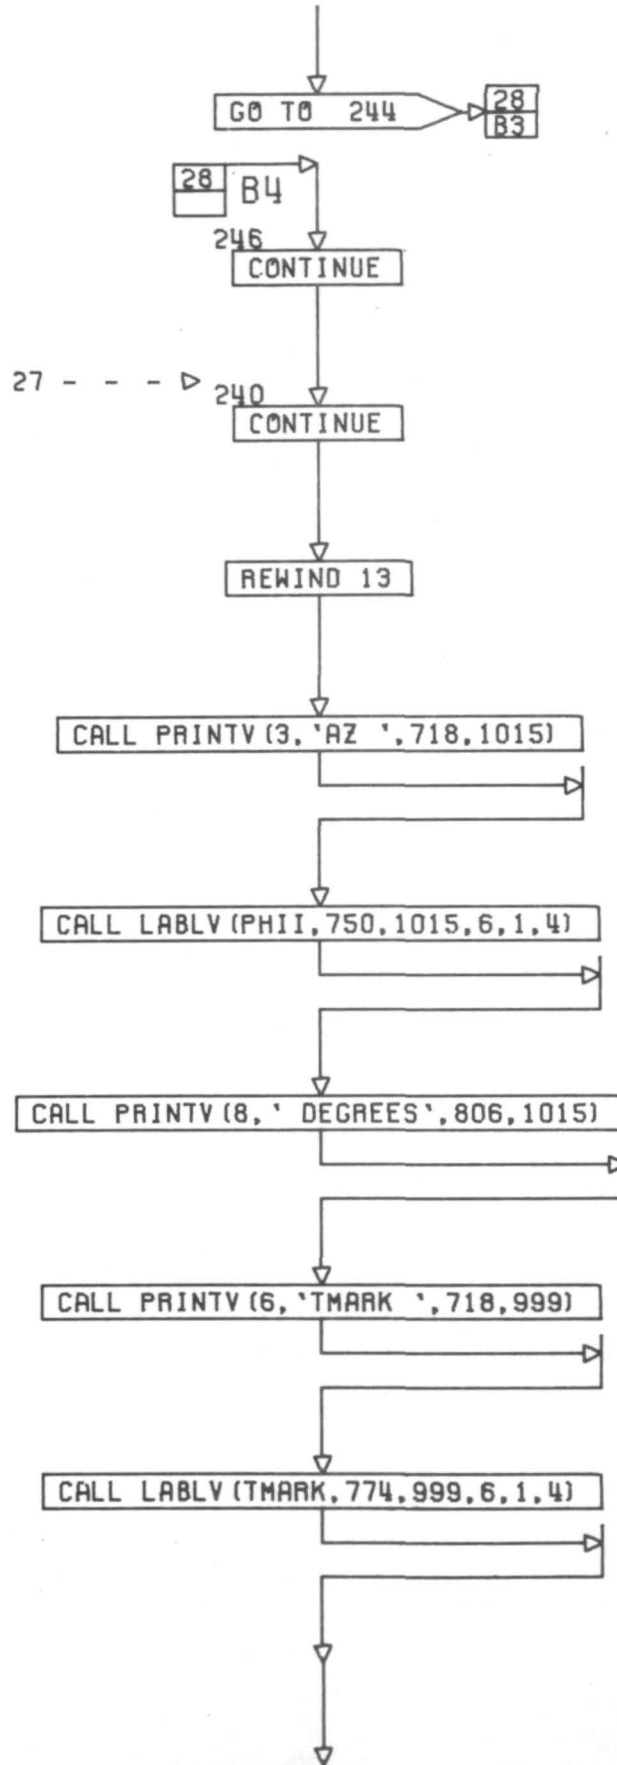 GO TO 244
28
B3
28
B4
246
CONTINUE
27 - - - ▷
240
CONTINUE
REWIND 13
CALL PRINTV(3,'AZ ',718,1015)
CALL LABLV(PHII,750,1015,6,1,4)
CALL PRINTV(8,' DEGREES',806,1015)
CALL PRINTV(6,'TMARK ',718,999)
CALL LABLV(TMARK,774,999,6,1,4)